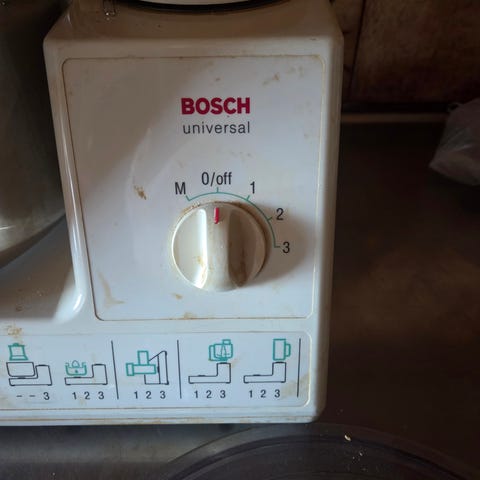 BOSCH
universal
M 0/off 1
2
3
- - 3 1 2 3 1 2 3 1 2 3 1 2 3